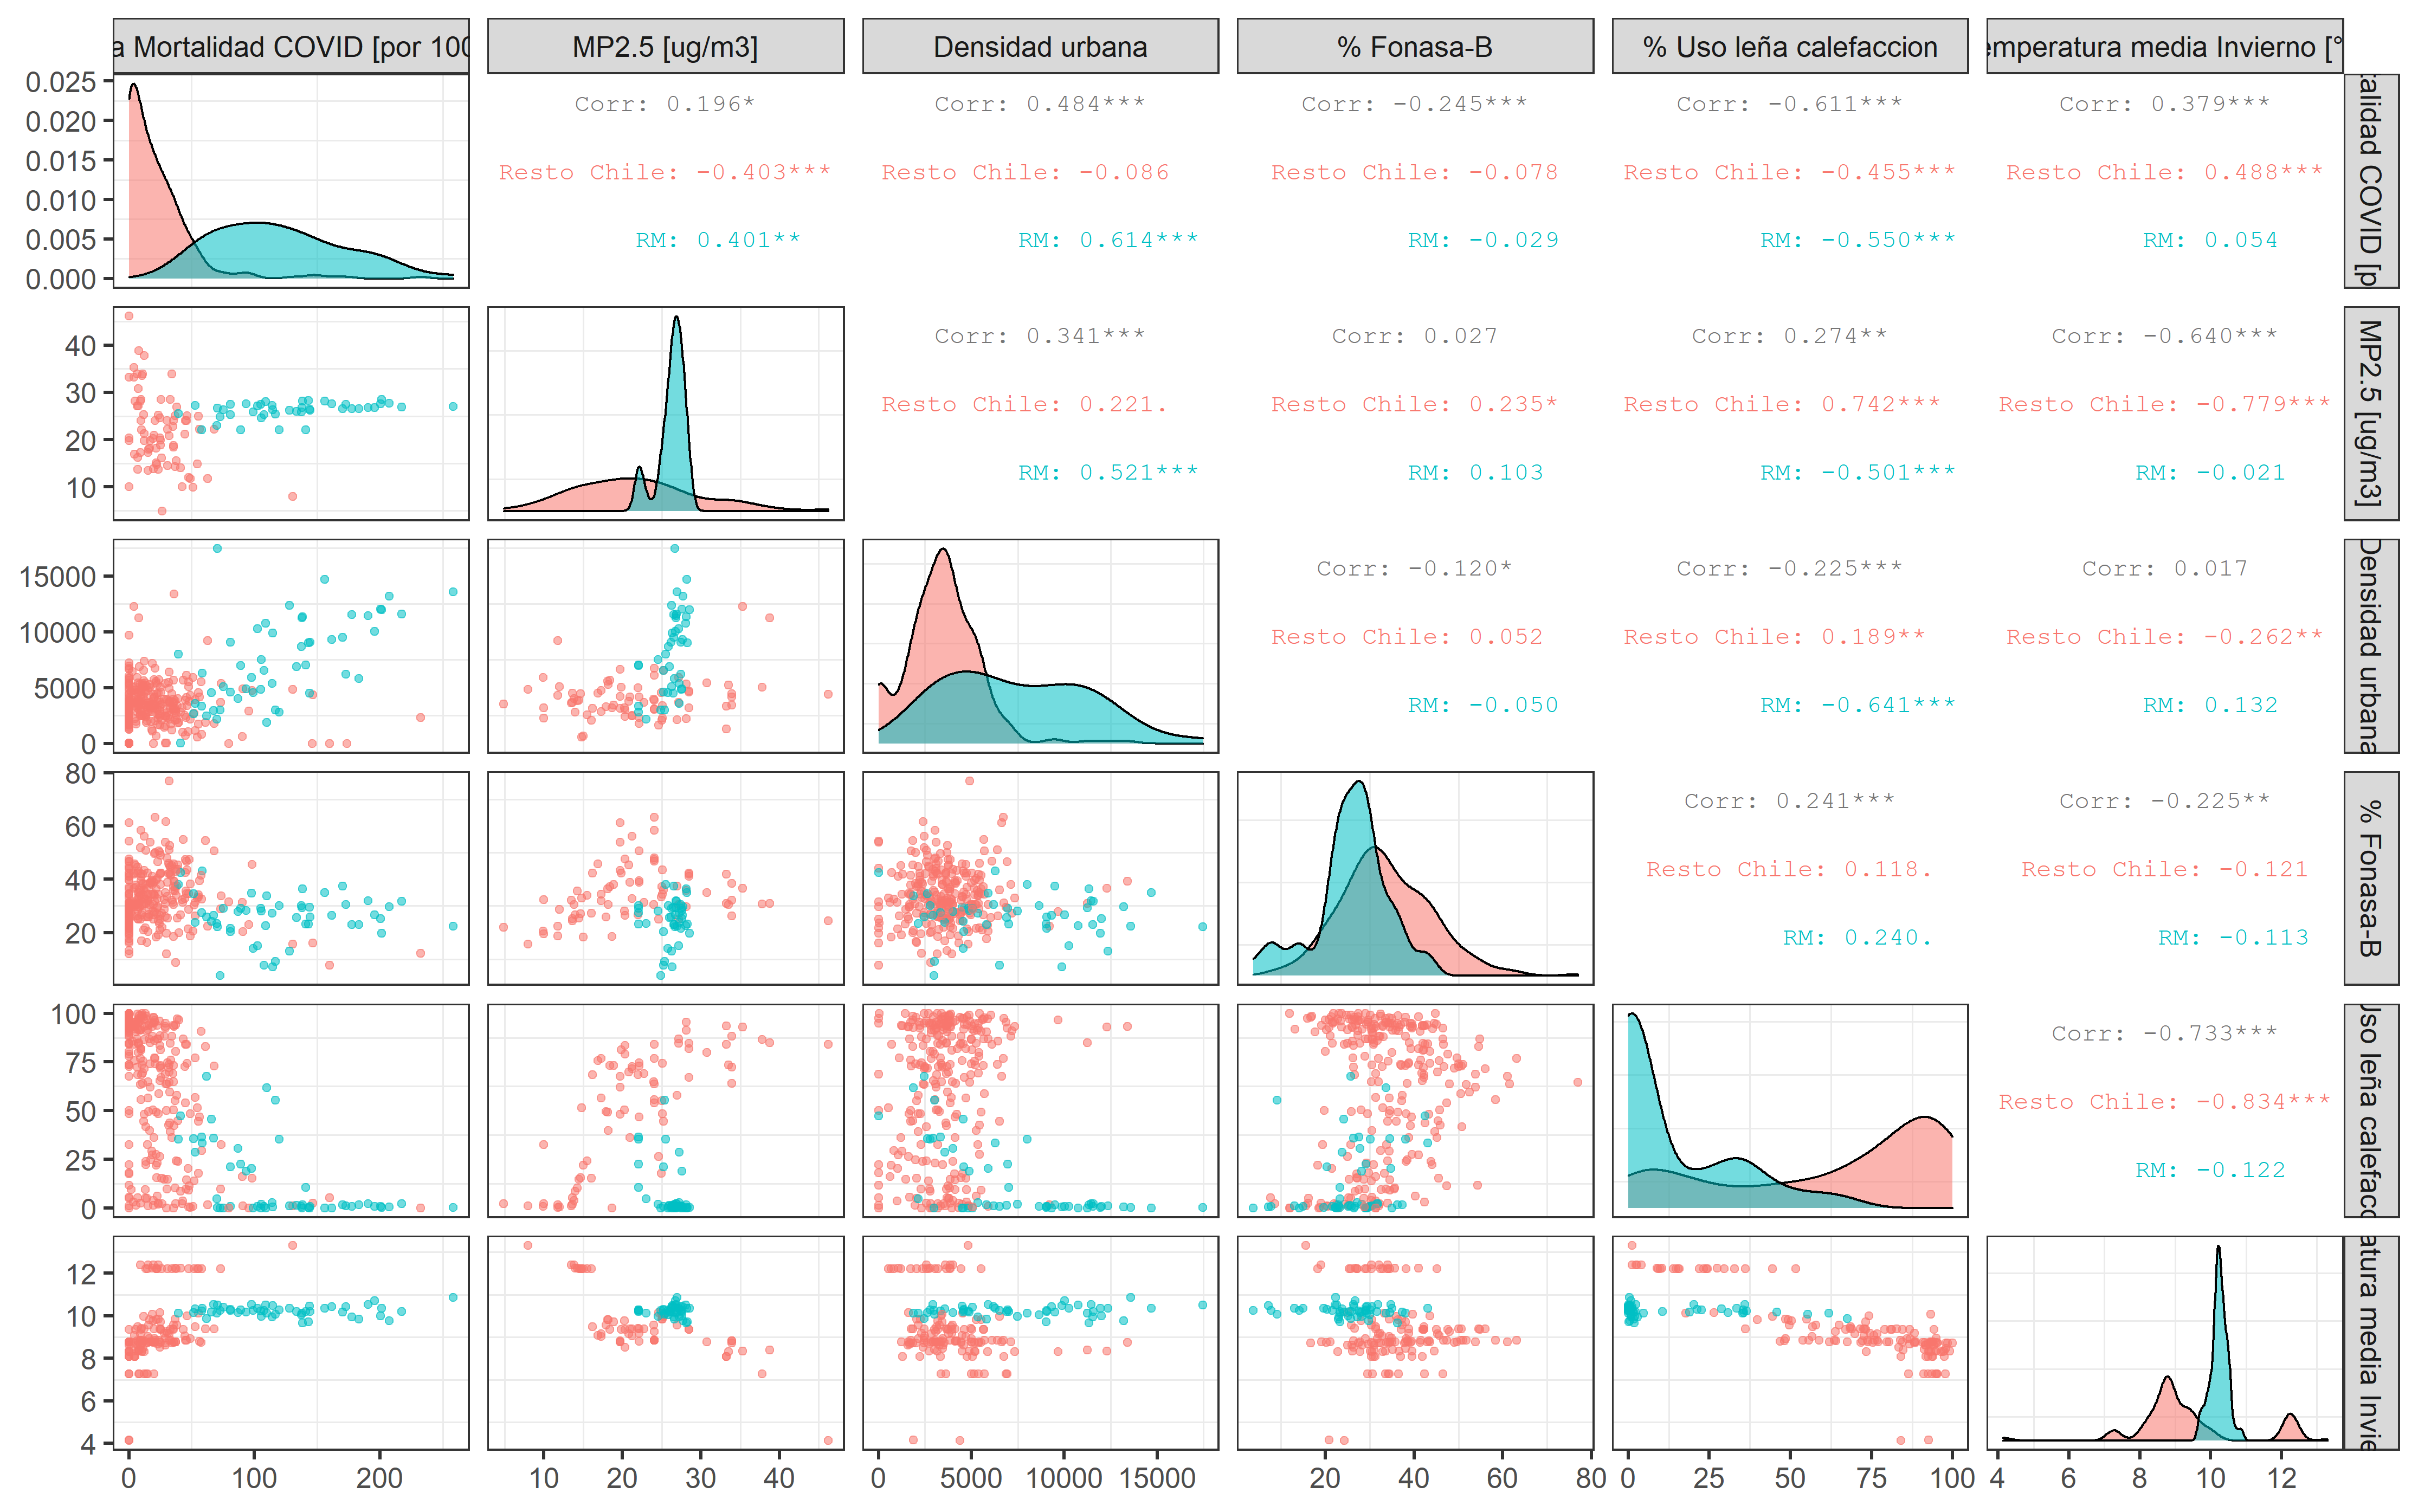 a Mortalidad COVID [por 100
MP2.5 [ug/m3]
Densidad urbana
% Fonasa-B
% Uso leña calefaccion
emperatura media Invierno [°
0.025
0.020
0.015
0.010
0.005
0.000
Corr: 0.196*
Resto Chile: -0.403***
RM: 0.401**
Corr: 0.484***
Resto Chile: -0.086
RM: 0.614***
Corr: -0.245***
Resto Chile: -0.078
RM: -0.029
Corr: -0.611***
Resto Chile: -0.455***
RM: -0.550***
Corr: 0.379***
Resto Chile: 0.488***
RM: 0.054
talidad COVID [p
40
30
20
10
Corr: 0.341***
Resto Chile: 0.221.
RM: 0.521***
Corr: 0.027
Resto Chile: 0.235*
RM: 0.103
Corr: 0.274**
Resto Chile: 0.742***
RM: -0.501***
Corr: -0.640***
Resto Chile: -0.779***
RM: -0.021
MP2.5 [ug/m3]
15000
10000
5000
0
Corr: -0.120*
Resto Chile: 0.052
RM: -0.050
Corr: -0.225***
Resto Chile: 0.189**
RM: -0.641***
Corr: 0.017
Resto Chile: -0.262**
RM: 0.132
Densidad urbana
80
60
40
20
Corr: 0.241***
Resto Chile: 0.118.
RM: 0.240.
Corr: -0.225**
Resto Chile: -0.121
RM: -0.113
% Fonasa-B
100
75
50
25
0
Corr: -0.733***
Resto Chile: -0.834***
RM: -0.122
Uso leña calefacc
12
10
8
6
4
atura media Invie
0 100 200
10 20 30 40
0 5000 10000 15000
20 40 60 80
0 25 50 75 100
4 6 8 10 12